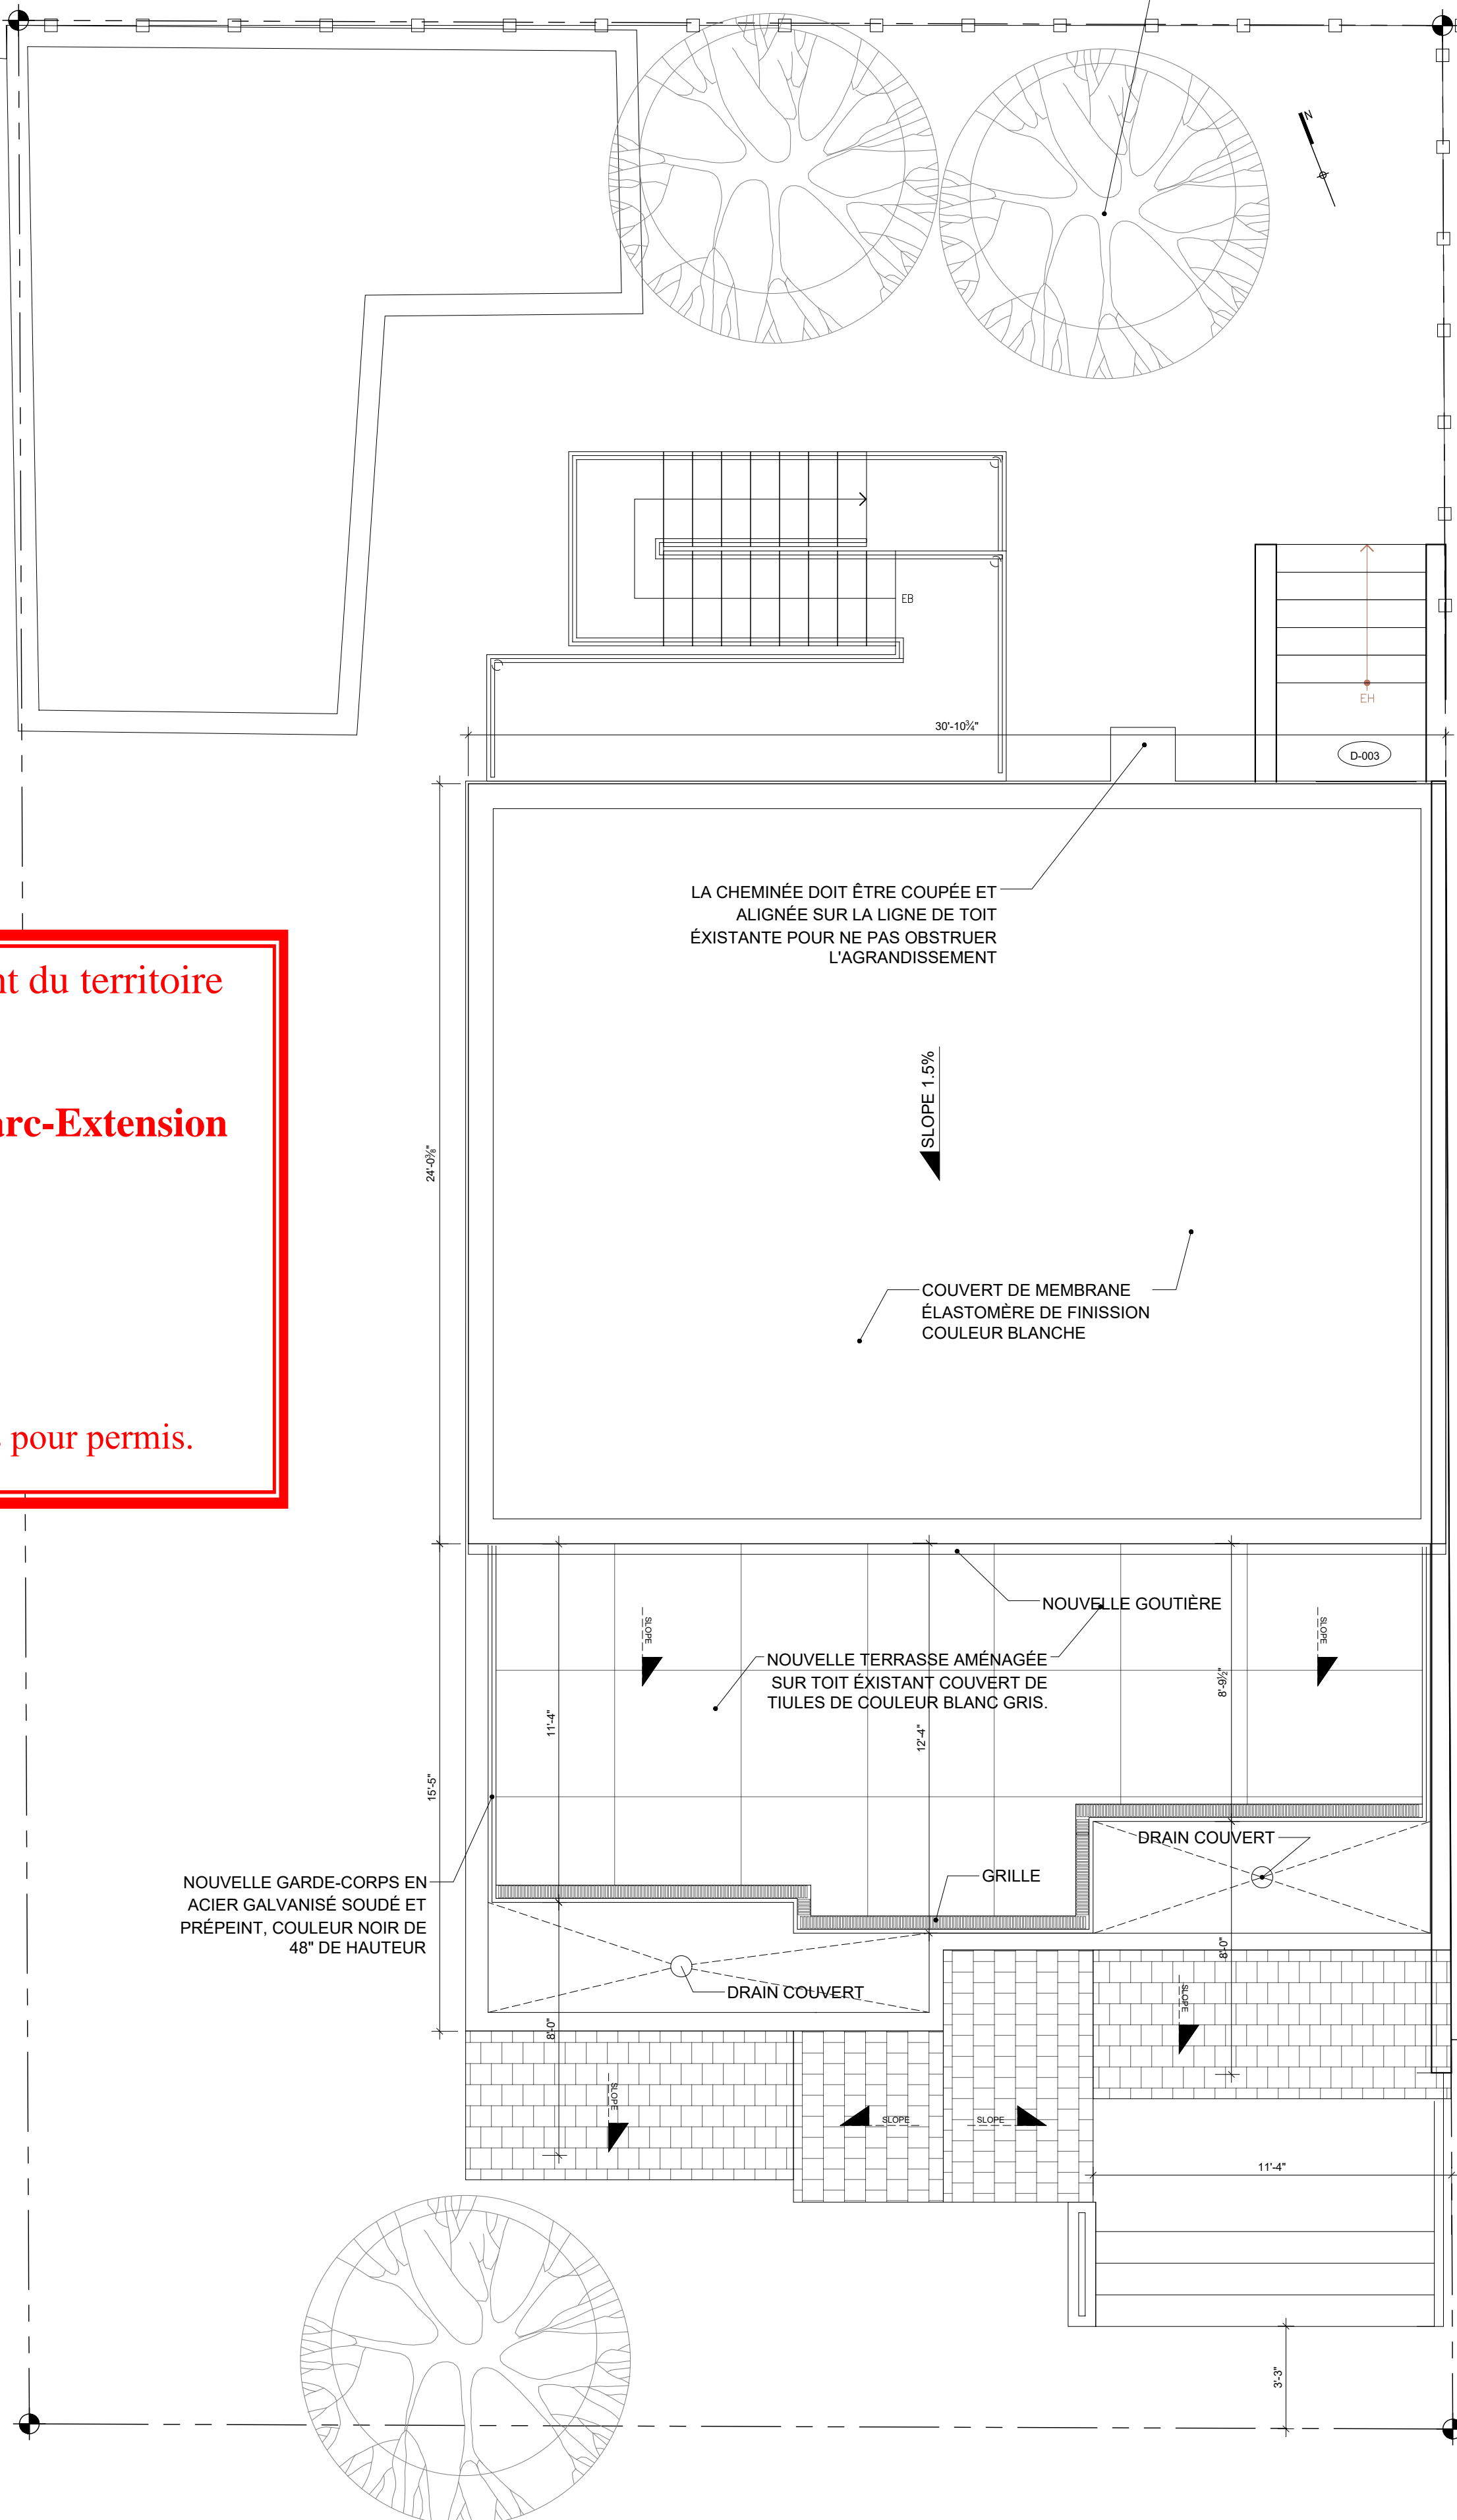 N
EB
EH
30'-10¾"
D-003
LA CHEMINÉE DOIT ÊTRE COUPÉE ET
ALIGNÉE SUR LA LIGNE DE TOIT
ÉXISTANTE POUR NE PAS OBSTRUER
L'AGRANDISSEMENT
nt du territoire
arc-Extension
pour permis.
SLOPE 1.5%
24'-0⅜"
COUVERT DE MEMBRANE
ÉLASTOMÈRE DE FINISSION
COULEUR BLANCHE
NOUVELLE GOUTIÈRE
SLOPE
SLOPE
NOUVELLE TERRASSE AMÉNAGÉE
SUR TOIT ÉXISTANT COUVERT DE
TIULES DE COULEUR BLANC GRIS.
8'-9½"
11'-4"
12'-4"
15'-5"
DRAIN COUVERT
GRILLE
NOUVELLE GARDE-CORPS EN
ACIER GALVANISÉ SOUDÉ ET
PRÉPEINT, COULEUR NOIR DE
48" DE HAUTEUR
8'-0"
DRAIN COUVERT
SLOPE
8'-0"
SLOPE
SLOPE
SLOPE
11'-4"
3'-3"